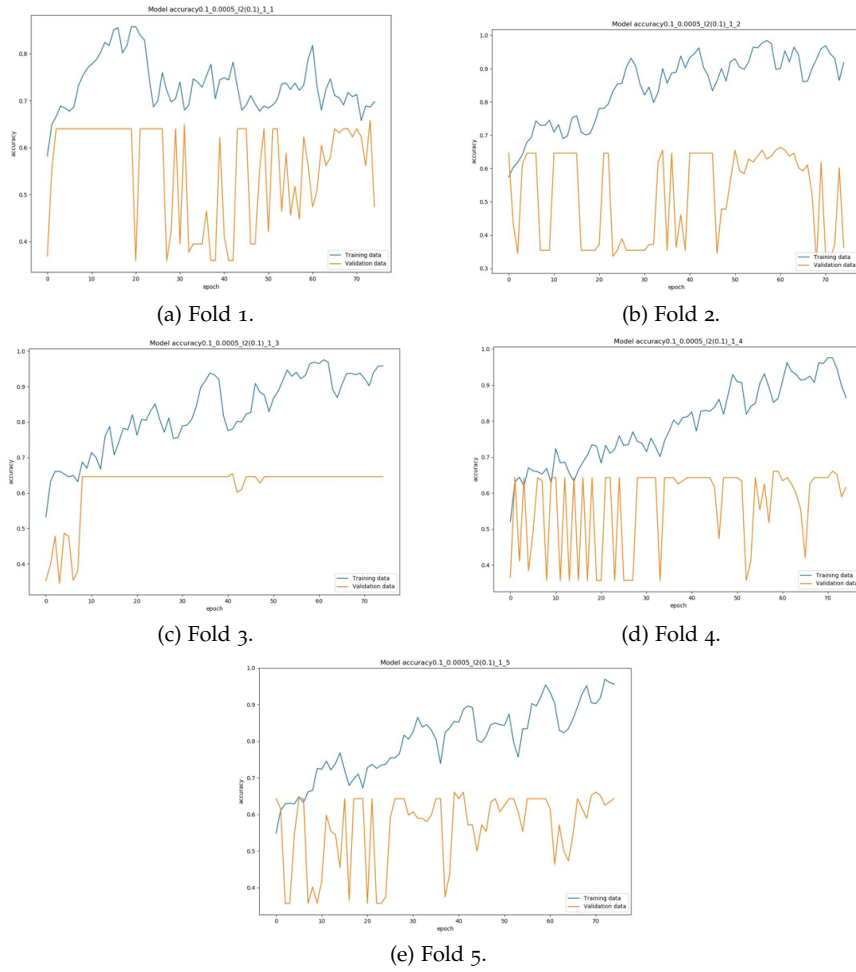 Model accuracy0.1_0.0005_l2(0.1)_1_1
accuracy
0.8
0.7
0.6
0.5
0.4
0 10 20 30 40 50 60 70
epoch
Training data
Validation data
(a) Fold 1.
Model accuracy0.1_0.0005_l2(0.1)_1_2
accuracy
1.0
0.9
0.8
0.7
0.6
0.5
0.4
0.3
0 10 20 30 40 50 60 70
epoch
Training data
Validation data
(b) Fold 2.
Model accuracy0.1_0.0005_l2(0.1)_1_3
accuracy
1.0
0.9
0.8
0.7
0.6
0.5
0.4
0 10 20 30 40 50 60 70
epoch
Training data
Validation data
(c) Fold 3.
Model accuracy0.1_0.0005_l2(0.1)_1_4
accuracy
1.0
0.9
0.8
0.7
0.6
0.5
0.4
0 10 20 30 40 50 60 70
epoch
Training data
Validation data
(d) Fold 4.
Model accuracy0.1_0.0005_l2(0.1)_1_5
accuracy
1.0
0.9
0.8
0.7
0.6
0.5
0.4
0 10 20 30 40 50 60 70
epoch
Training data
Validation data
(e) Fold 5.